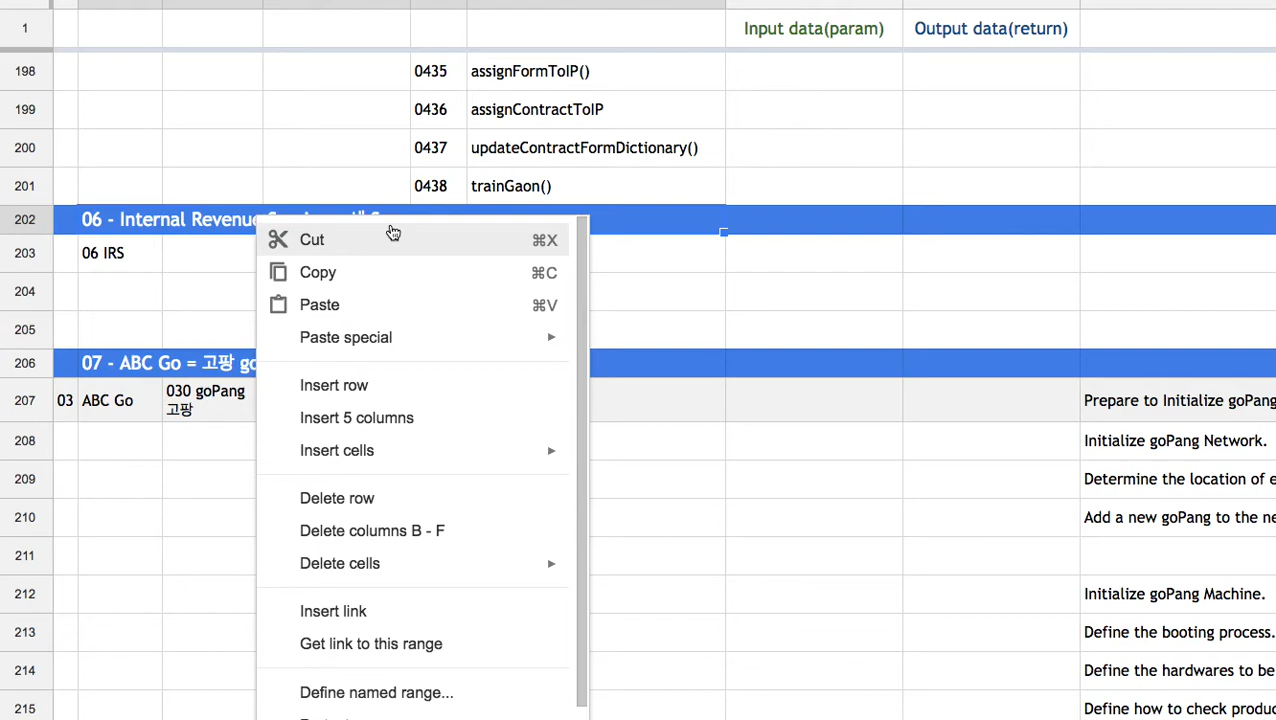 1 Input data(param) Output data(return)
198 0435 assignFormToIP()
199 0436 assignContractToIP
200 0437 updateContractFormDictionary()
201 0438 trainGaon()
202 06 - Internal Revenue
Cut ⌘X
203 06 IRS
Copy ⌘C
204
Paste ⌘V
205
Paste special
206 07 - ABC Go = 고팡 go
Insert row
207 03 ABC Go 030 goPang 고팡 Prepare to Initialize goPang
Insert 5 columns
208 Initialize goPang Network.
Insert cells
209 Determine the location of e
Delete row
210 Add a new goPang to the ne
Delete columns B - F
211
Delete cells
212 Initialize goPang Machine.
Insert link
213 Define the booting process.
Get link to this range
214 Define the hardwares to be
Define named range...
215 Define how to check produc